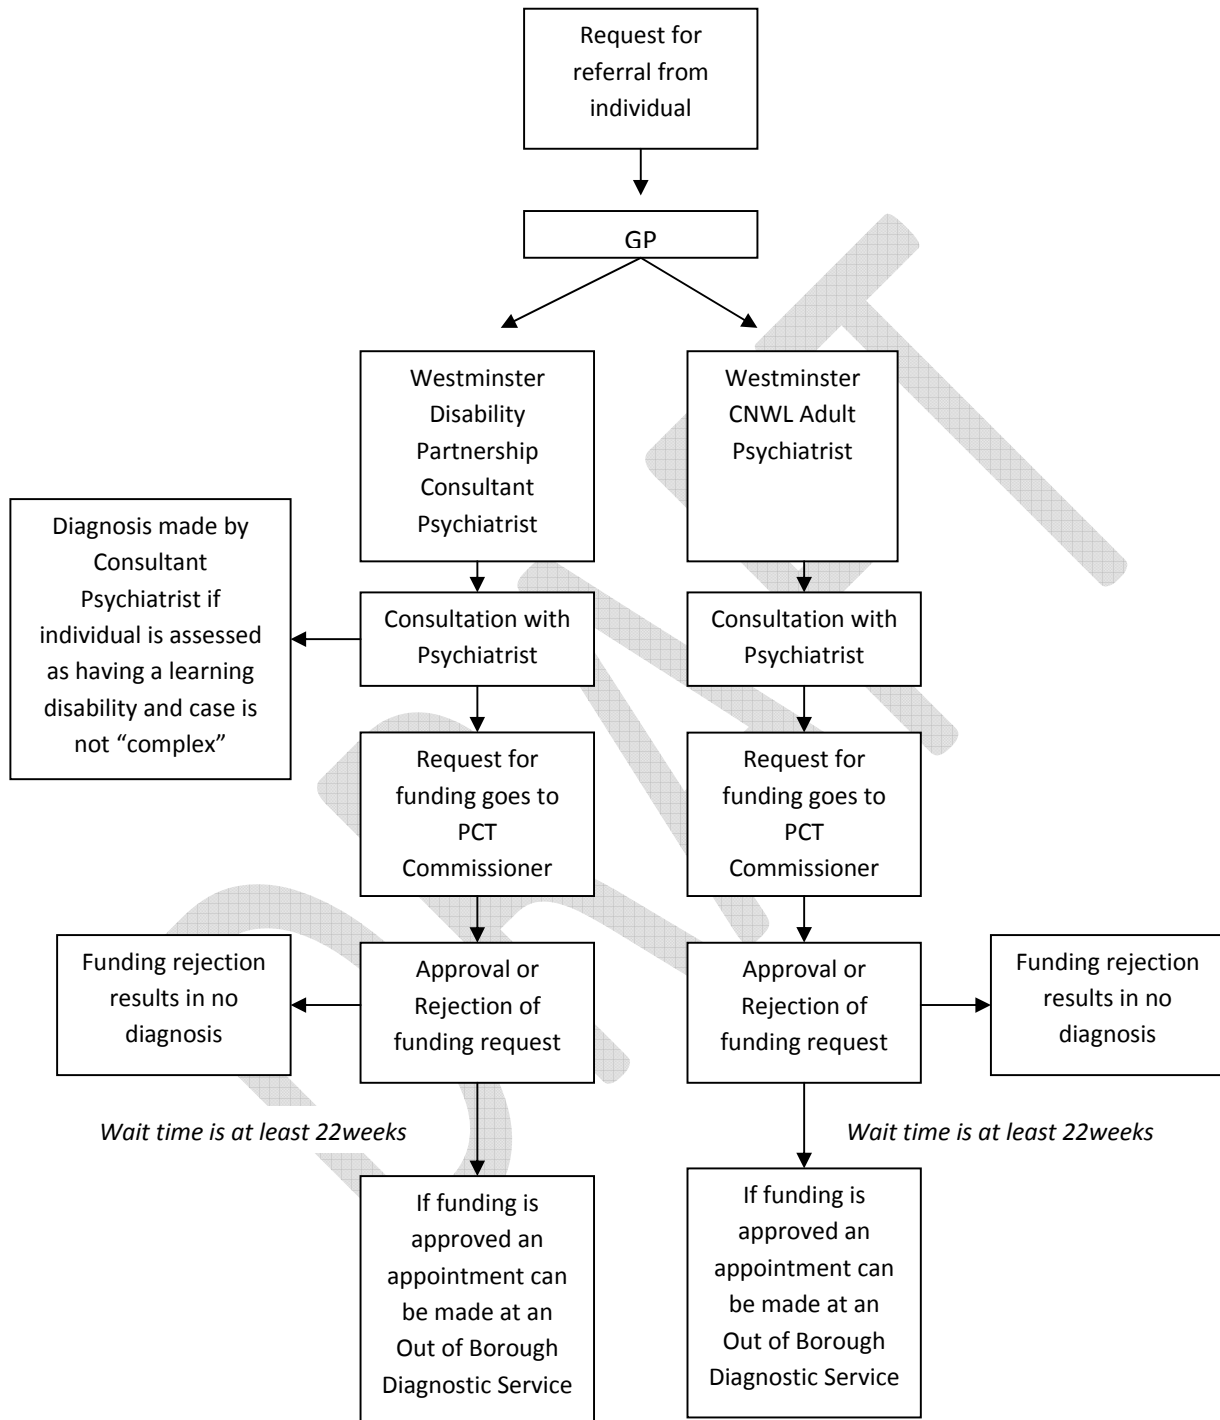 Request for
referral from
individual
GP
Westminster
Disability
Partnership
Consultant
Psychiatrist
Westminster
CNWL Adult
Psychiatrist
Diagnosis made by
Consultant
Psychiatrist if
individual is assessed
as having a learning
disability and case is
not “complex”
Consultation with
Psychiatrist
Consultation with
Psychiatrist
Request for
funding goes to
PCT
Commissioner
Request for
funding goes to
PCT
Commissioner
Funding rejection
results in no
diagnosis
Approval or
Rejection of
funding request
Approval or
Rejection of
funding request
Funding rejection
results in no
diagnosis
Wait time is at least 22weeks
Wait time is at least 22weeks
If funding is
approved an
appointment can
be made at an
Out of Borough
Diagnostic Service
If funding is
approved an
appointment can
be made at an
Out of Borough
Diagnostic Service
DRAFT